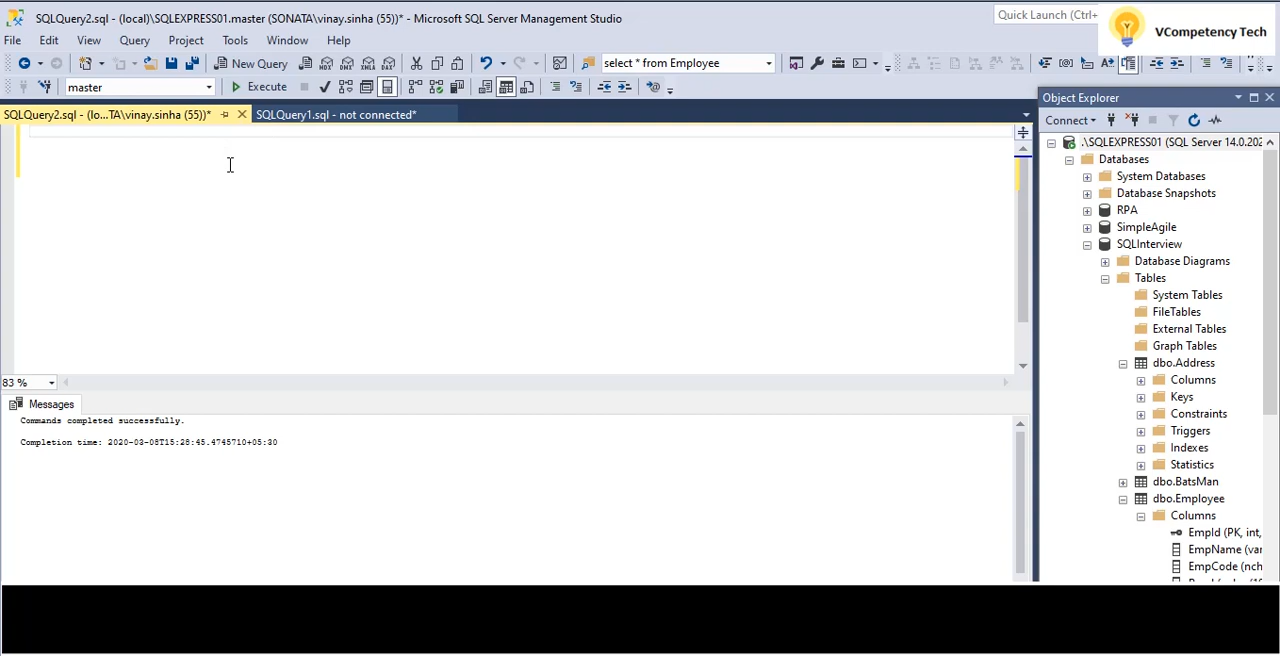 SQLQuery2.sql - (local)\SQLEXPRESS01.master (SONATA\vinay.sinha (55))* - Microsoft SQL Server Management Studio
Quick Launch (Ctrl+
VCompetency Tech
File Edit View Query Project Tools Window Help
New Query
MDX DMX XMLA DAX
select * from Employee
master
Execute
SQLQuery2.sql - (lo...TA\vinay.sinha (55))*
SQLQuery1.sql - not connected*
Object Explorer
Connect
.\SQLEXPRESS01 (SQL Server 14.0.202
Databases
System Databases
Database Snapshots
RPA
SimpleAgile
SQLInterview
Database Diagrams
Tables
System Tables
FileTables
External Tables
Graph Tables
dbo.Address
Columns
Keys
Constraints
Triggers
Indexes
Statistics
dbo.BatsMan
dbo.Employee
Columns
EmpId (PK, int,
EmpName (var
EmpCode (nch
83 %
Messages
Commands completed successfully.
Completion time: 2020-03-08T15:28:45.4745710+05:30